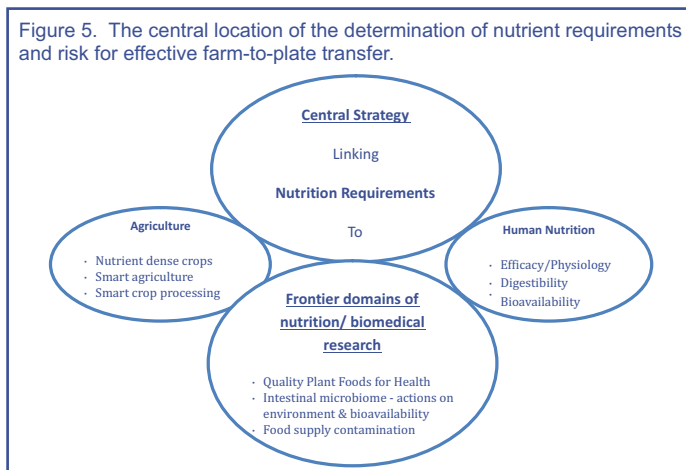 Figure 5.  The central location of the determination of nutrient requirements
and risk for effective farm-to-plate transfer.
Central Strategy
Linking
Nutrition Requirements
To
Agriculture
· Nutrient dense crops
· Smart agriculture
· Smart crop processing
Human Nutrition
· Efficacy/Physiology
· Digestibility
· Bioavailability
Frontier domains of
nutrition/ biomedical
research
· Quality Plant Foods for Health
· Intestinal microbiome - actions on
environment & bioavailability
· Food supply contamination